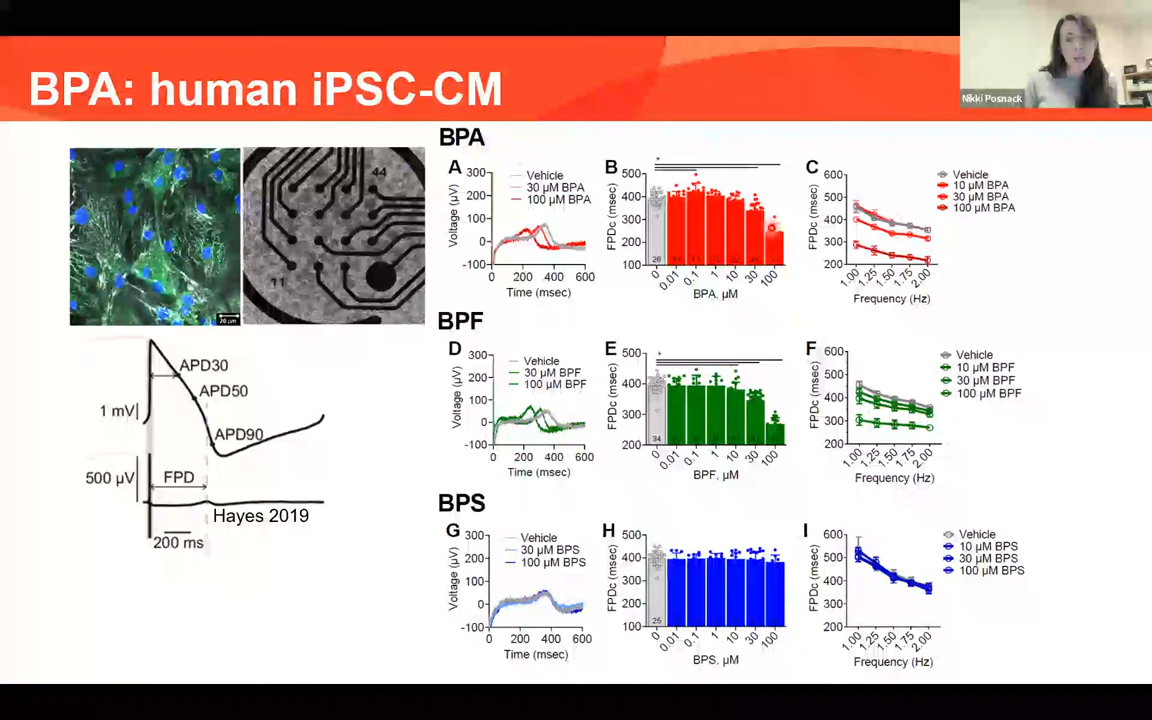 BPA: human iPSC-CM
Nikki Posnack
44
11
20 µm
APD30
APD50
1 mV
APD90
500 µV
FPD
Hayes 2019
200 ms
BPA
A
300
200
100
0
-100
Voltage (µV)
0 200 400 600
Time (msec)
Vehicle
30 µM BPA
100 µM BPA
B
500
400
300
200
100
FPDc (msec)
28
0 0.01 0.1 1 10 30 100
BPA, µM
C
600
500
400
300
200
FPDc (msec)
1.00 1.25 1.50 1.75 2.00
Frequency (Hz)
Vehicle
10 µM BPA
30 µM BPA
100 µM BPA
BPF
D
300
200
100
0
-100
Voltage (µV)
0 200 400 600
Time (msec)
Vehicle
30 µM BPF
100 µM BPF
E
500
400
300
200
FPDc (msec)
34
0 0.01 0.1 1 10 30 100
BPF, µM
F
600
500
400
300
200
FPDc (msec)
1.00 1.25 1.50 1.75 2.00
Frequency (Hz)
Vehicle
10 µM BPF
30 µM BPF
100 µM BPF
BPS
G
300
200
100
0
-100
Voltage (µV)
0 200 400 600
Time (msec)
Vehicle
30 µM BPS
100 µM BPS
H
500
400
300
200
100
FPDc (msec)
25
0 0.01 0.1 1 10 30 100
BPS, µM
I
600
500
400
300
200
FPDc (msec)
1.00 1.25 1.50 1.75 2.00
Frequency (Hz)
Vehicle
10 µM BPS
30 µM BPS
100 µM BPS